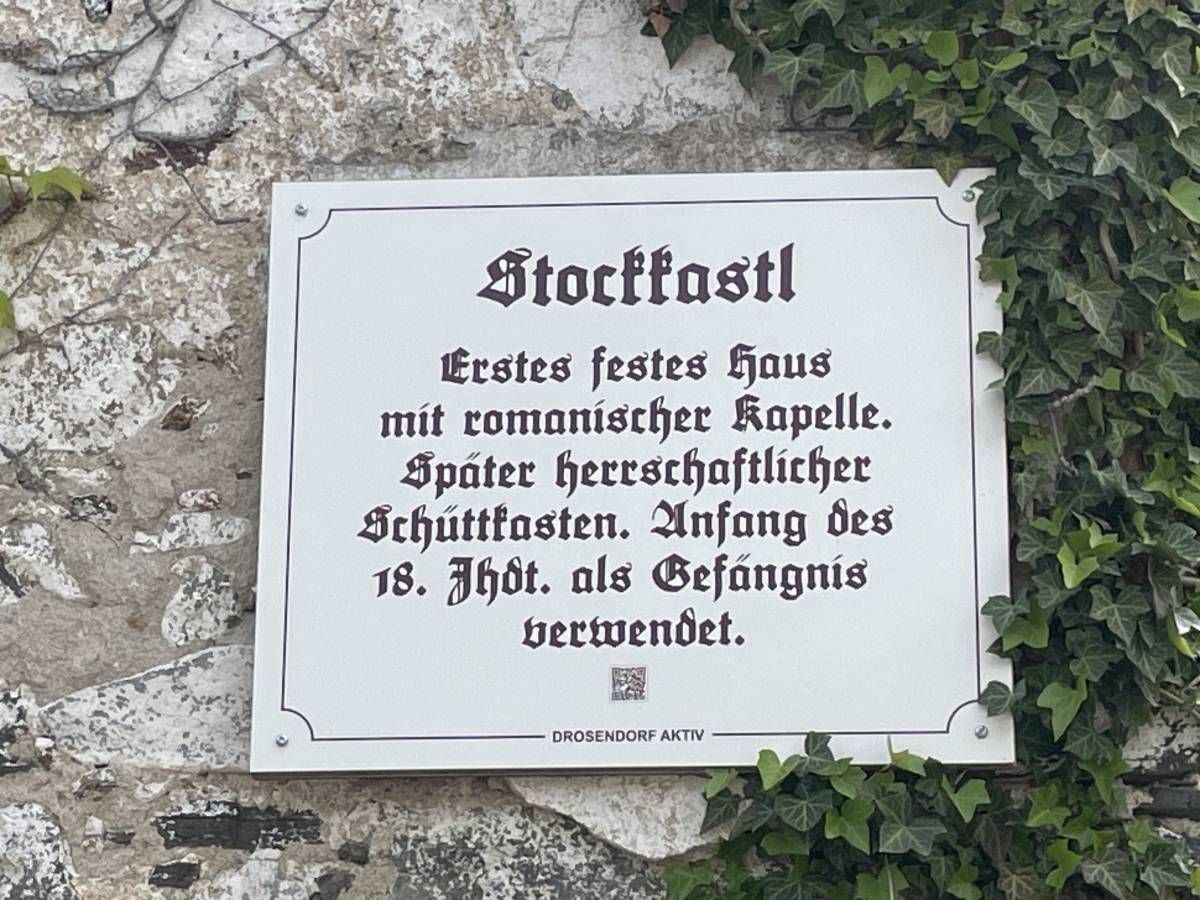 Stockkastl
Erstes festes Haus
mit romanischer Kapelle.
Später herrschaftlicher
Schüttkasten. Anfang des
18. Jhdt. als Gefängnis
verwendet.
DROSENDORF AKTIV